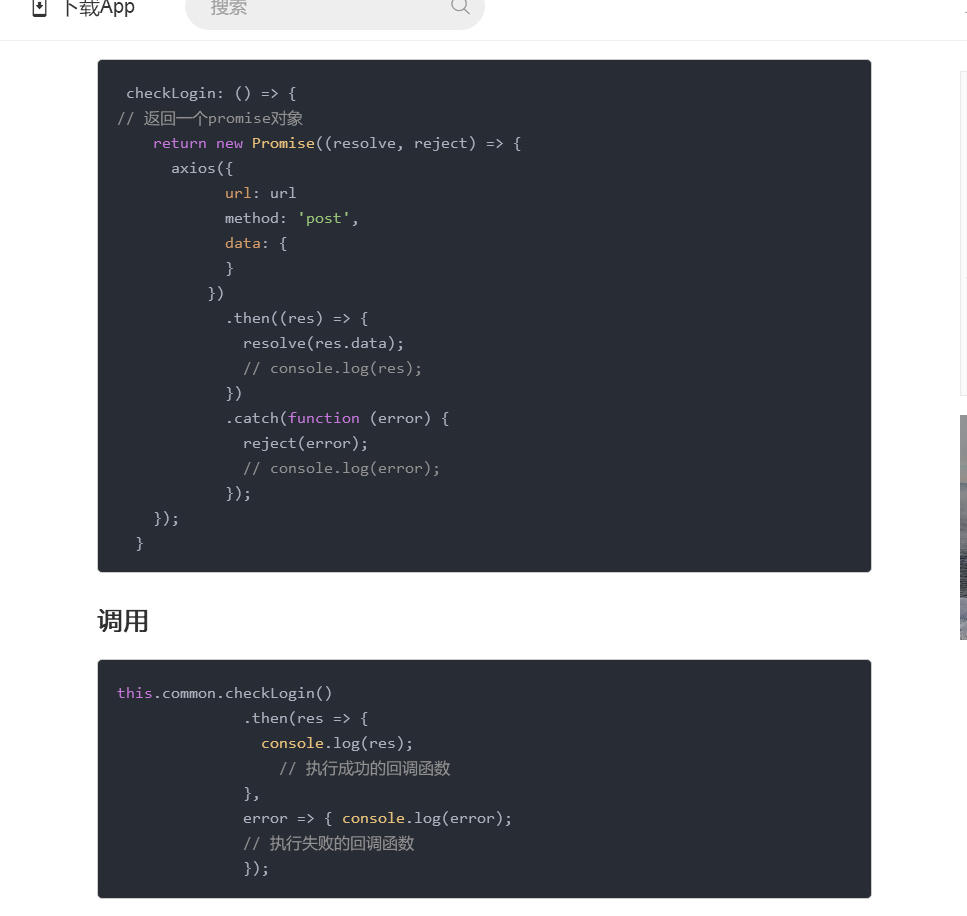 下载App
搜索
checkLogin: () => {
// 返回一个promise对象
return new Promise((resolve, reject) => {
axios({
url: url
method: 'post',
data: {
}
})
.then((res) => {
resolve(res.data);
// console.log(res);
})
.catch(function (error) {
reject(error);
// console.log(error);
});
});
}
调用
this.common.checkLogin()
.then(res => {
console.log(res);
// 执行成功的回调函数
},
error => { console.log(error);
// 执行失败的回调函数
});